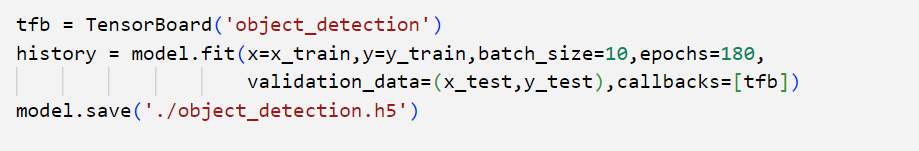 tfb = TensorBoard('object_detection')
history = model.fit(x=x_train,y=y_train,batch_size=10,epochs=180,
                    validation_data=(x_test,y_test),callbacks=[tfb])
model.save('./object_detection.h5')